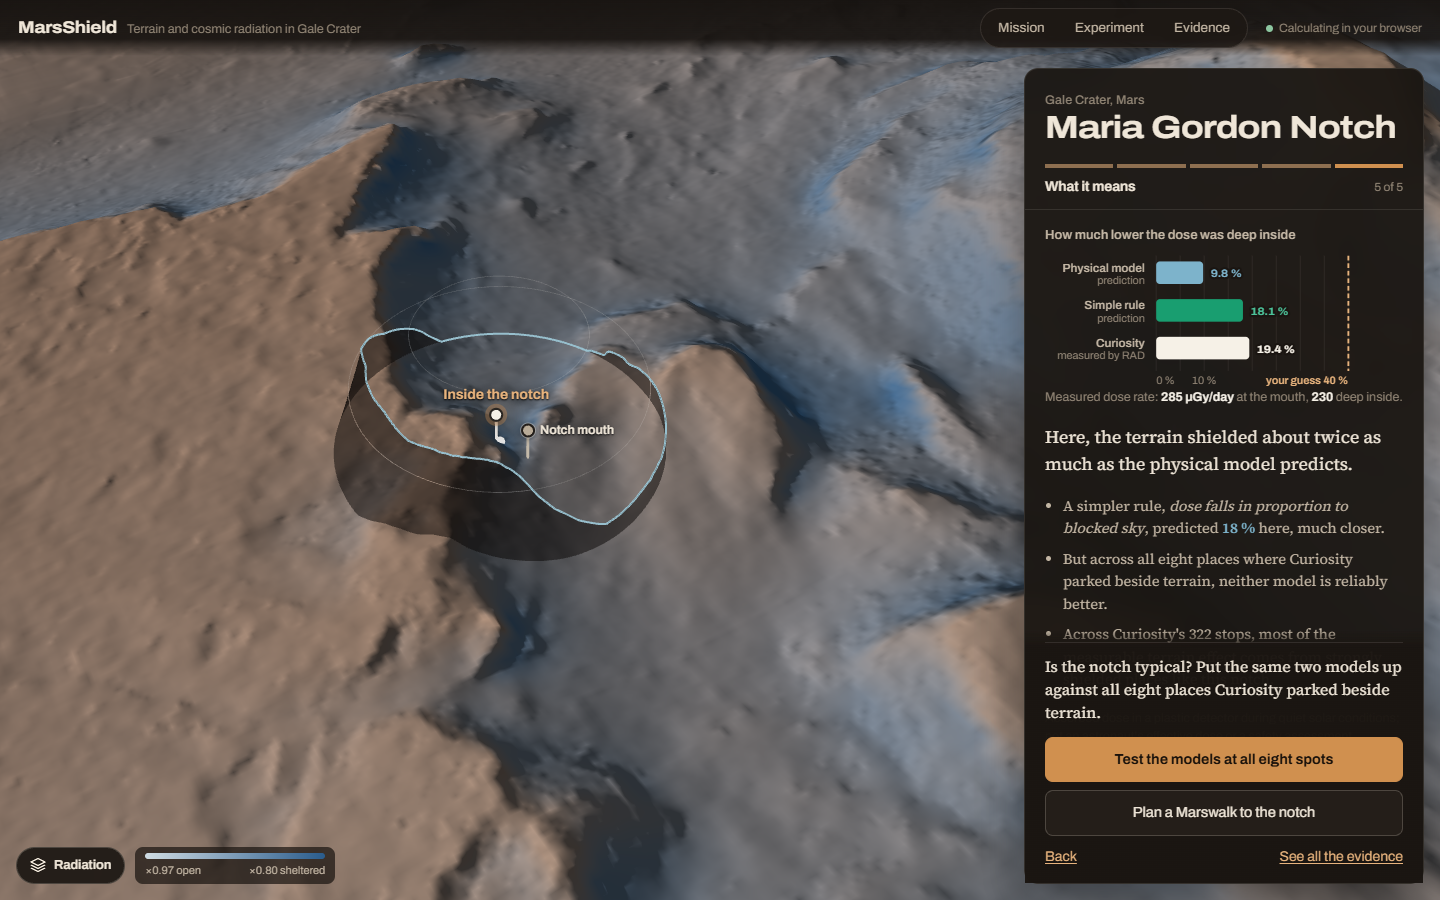 MarsShield
Terrain and cosmic radiation in Gale Crater
Mission
Experiment
Evidence
Calculating in your browser
Gale Crater, Mars
Maria Gordon Notch
What it means
5 of 5
How much lower the dose was deep inside
Physical model
prediction
9.8 %
Simple rule
prediction
18.1 %
Curiosity
measured by RAD
19.4 %
0 %
10 %
your guess 40 %
Measured dose rate: 285 µGy/day at the mouth, 230 deep inside.
Here, the terrain shielded about twice as
much as the physical model predicts.
• A simpler rule, dose falls in proportion to
blocked sky, predicted 18 % here, much closer.
• But across all eight places where Curiosity
parked beside terrain, neither model is reliably
better.
• Across Curiosity's 322 stops, most of the
Is the notch typical? Put the same two models up
against all eight places Curiosity parked beside
terrain.
Test the models at all eight spots
Plan a Marswalk to the notch
Back
See all the evidence
Inside the notch
Notch mouth
Radiation
×0.97 open
×0.80 sheltered